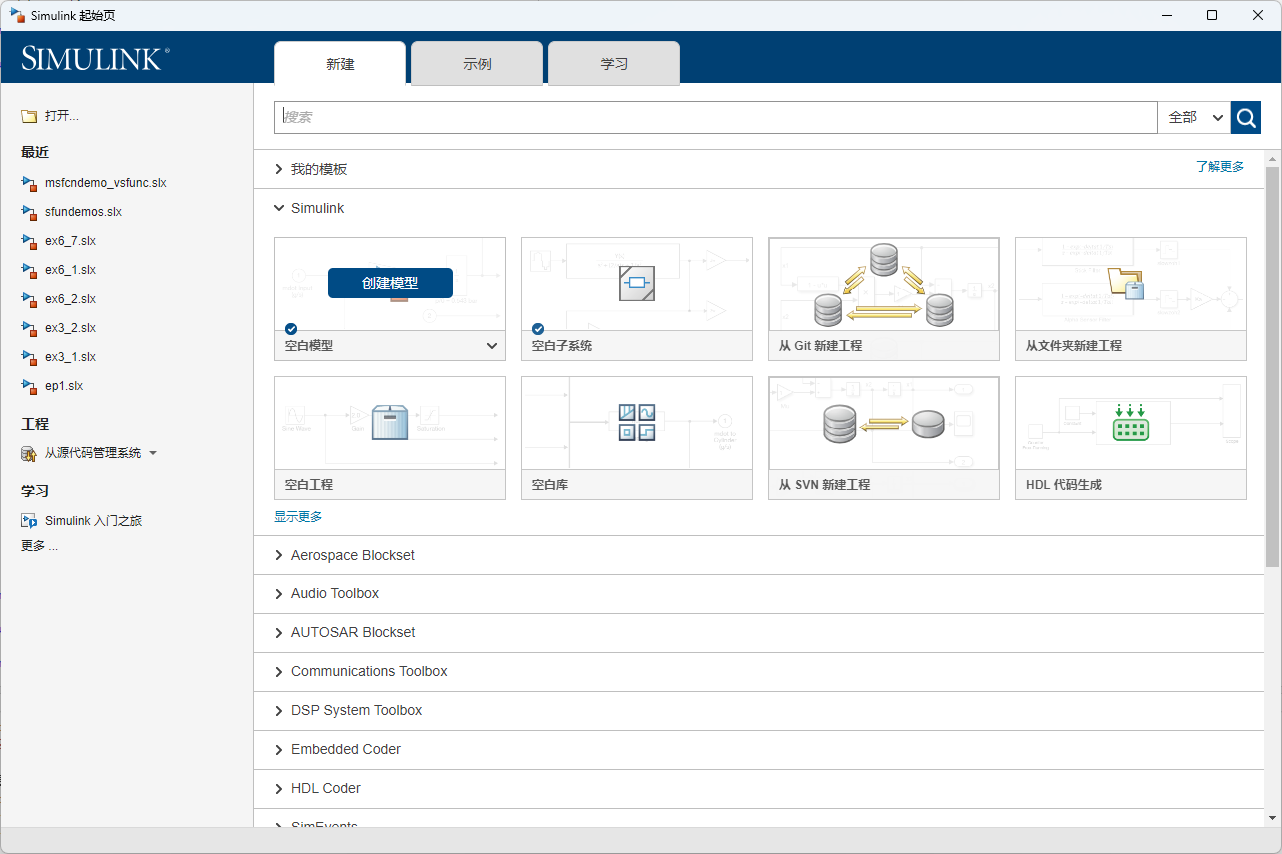 Simulink 起始页
SIMULINK®
新建
示例
学习
打开...
最近
msfcndemo_vsfunc.slx
sfundemos.slx
ex6_7.slx
ex6_1.slx
ex6_2.slx
ex3_2.slx
ex3_1.slx
ep1.slx
工程
从源代码管理系统
学习
Simulink 入门之旅
更多 ...
搜索
全部
我的模板
了解更多
Simulink
创建模型
空白模型
空白子系统
从 Git 新建工程
从文件夹新建工程
空白工程
空白库
从 SVN 新建工程
HDL 代码生成
显示更多
Aerospace Blockset
Audio Toolbox
AUTOSAR Blockset
Communications Toolbox
DSP System Toolbox
Embedded Coder
HDL Coder
SimEvents